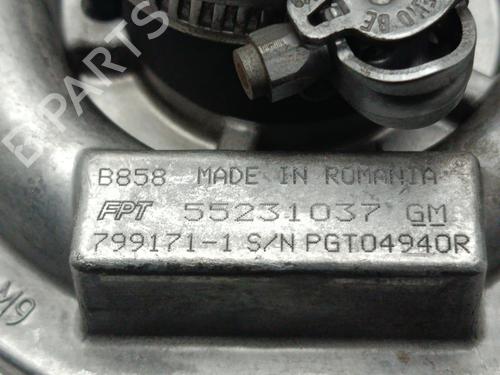 B858 MADE IN ROMANIA
FPT 55231037 GM
799171-1 S/N PGT04940R
B-PARTS